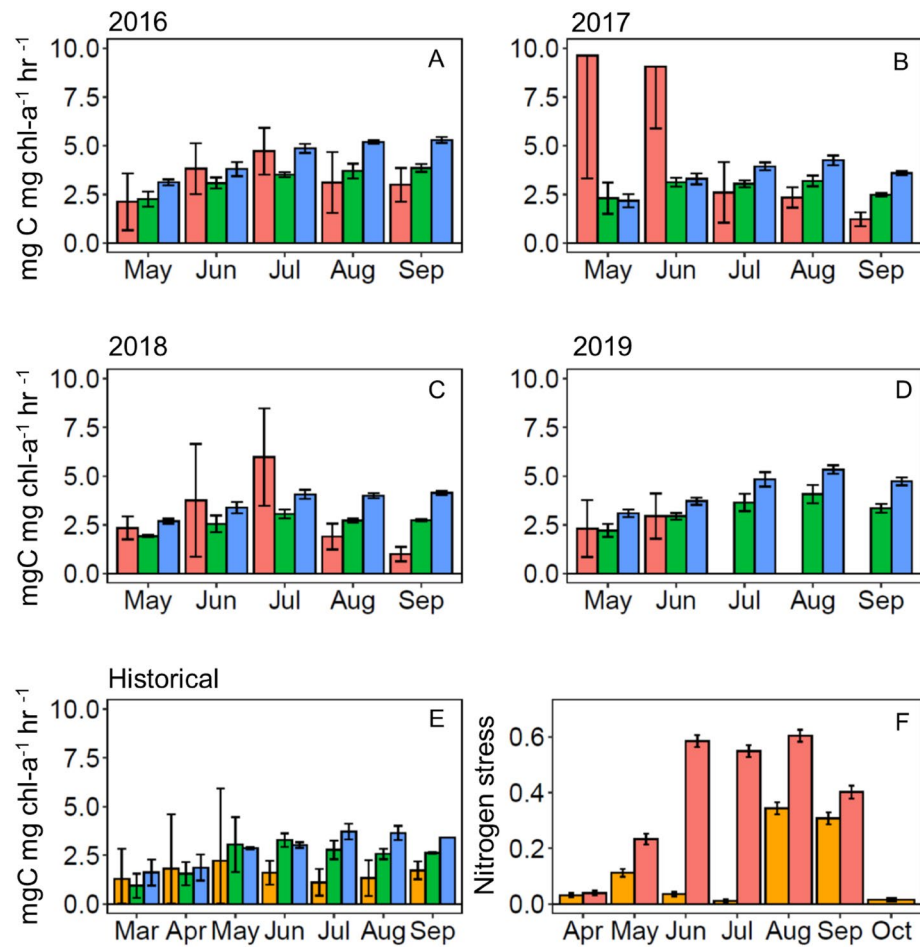 2016
mg C mg chl-a⁻¹ hr ⁻¹
10.0
7.5
5.0
2.5
0.0
A
May Jun Jul Aug Sep
2017
10.0
7.5
5.0
2.5
0.0
B
May Jun Jul Aug Sep
2018
mgC mg chl-a⁻¹ hr ⁻¹
10.0
7.5
5.0
2.5
0.0
C
May Jun Jul Aug Sep
2019
10.0
7.5
5.0
2.5
0.0
D
May Jun Jul Aug Sep
Historical
mgC mg chl-a⁻¹ hr ⁻¹
10.0
7.5
5.0
2.5
0.0
E
Mar Apr May Jun Jul Aug Sep
Nitrogen stress
0.6
0.4
0.2
0.0
F
Apr May Jun Jul Aug Sep Oct